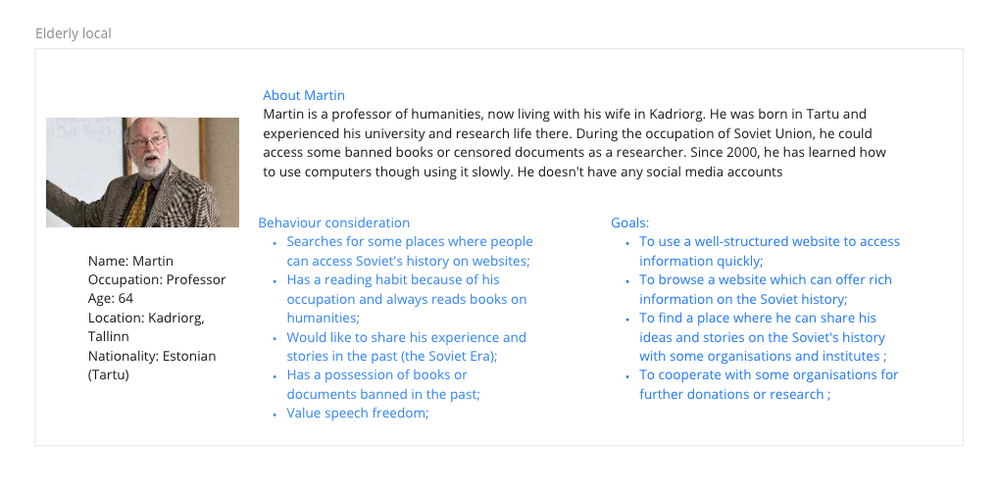 Elderly local
About Martin
Martin is a professor of humanities, now living with his wife in Kadriorg. He was born in Tartu and
experienced his university and research life there. During the occupation of Soviet Union, he could
access some banned books or censored documents as a researcher. Since 2000, he has learned how
to use computers though using it slowly. He doesn't have any social media accounts
Name: Martin
Occupation: Professor
Age: 64
Location: Kadriorg,
Tallinn
Nationality: Estonian
(Tartu)
Behaviour consideration
• Searches for some places where people
can access Soviet's history on websites;
• Has a reading habit because of his
occupation and always reads books on
humanities;
• Would like to share his experience and
stories in the past (the Soviet Era);
• Has a possession of books or
documents banned in the past;
• Value speech freedom;
Goals:
• To use a well-structured website to access
information quickly;
• To browse a website which can offer rich
information on the Soviet history;
• To find a place where he can share his
ideas and stories on the Soviet's history
with some organisations and institutes ;
• To cooperate with some organisations for
further donations or research ;